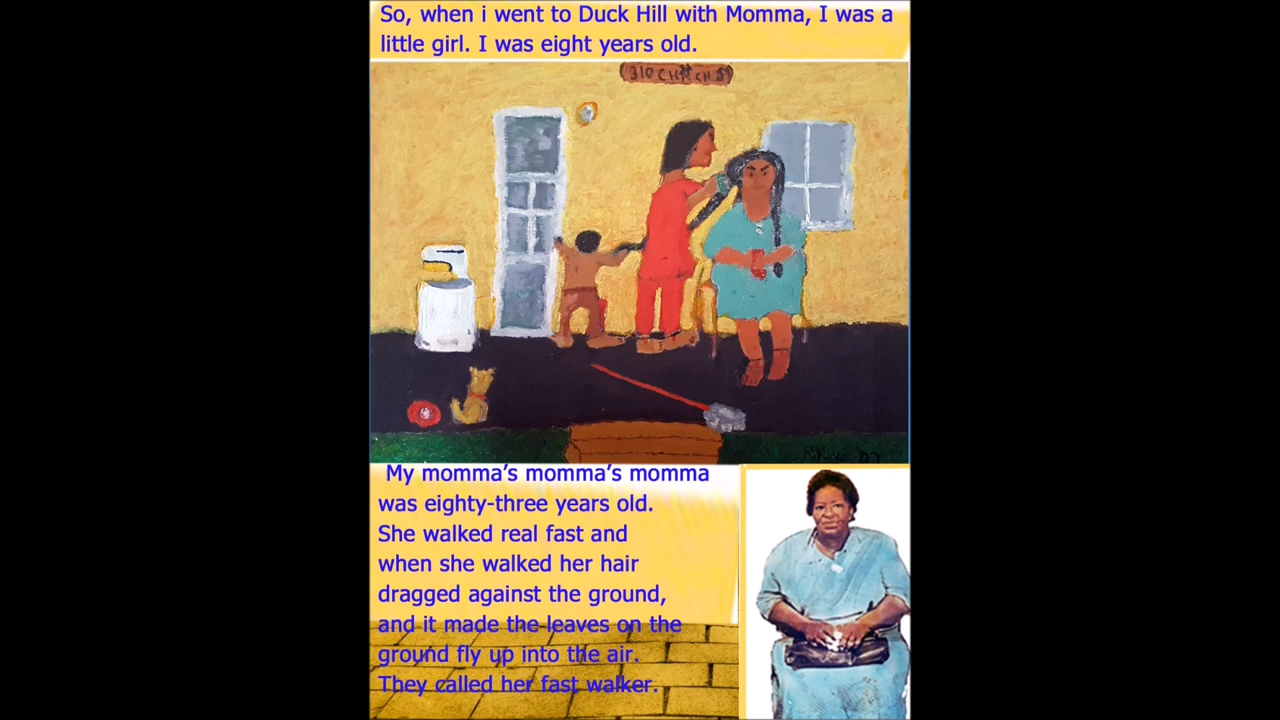 So, when i went to Duck Hill with Momma, I was a
little girl. I was eight years old.
310
My momma's momma's momma
was eighty-three years old.
She walked real fast and
when she walked her hair
dragged against the ground,
and it made the leaves on the
ground fly up into the air.
They called her fast walker.